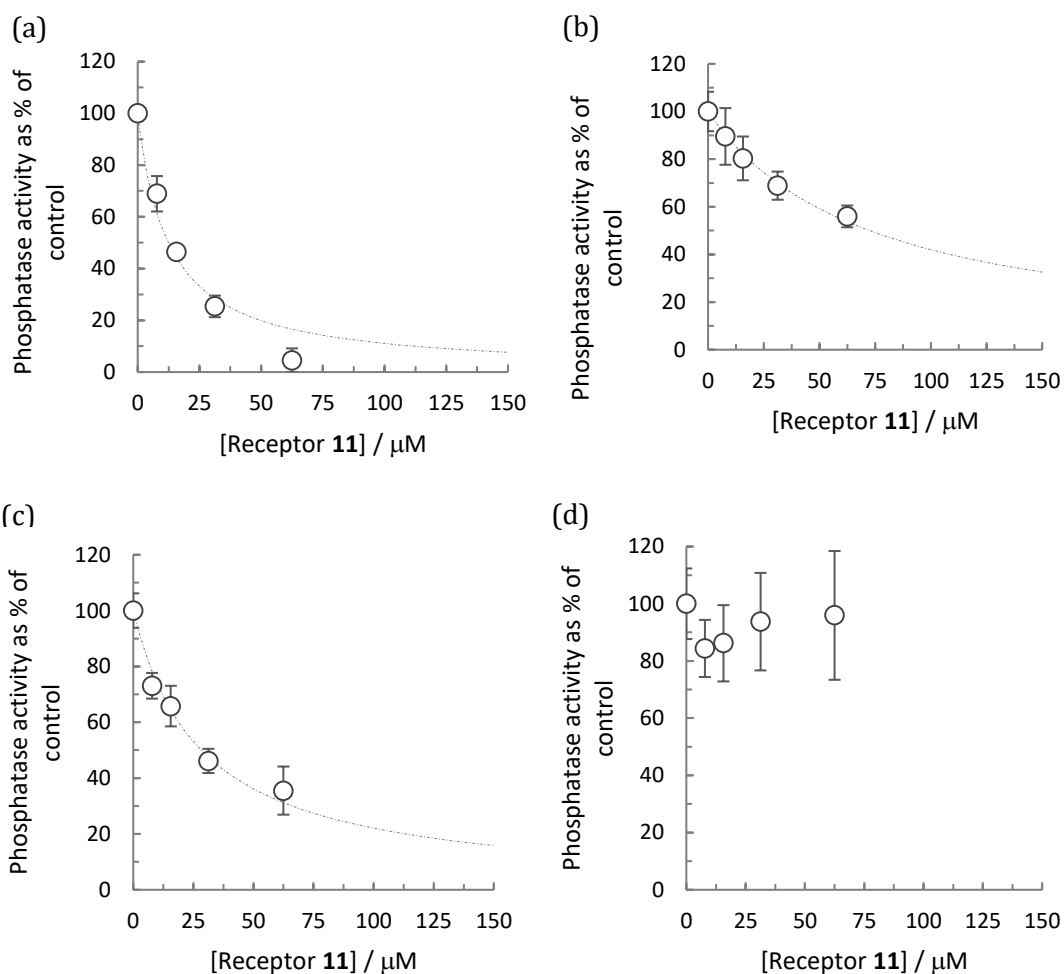 (a)
Phosphatase activity as % of
control
120
100
80
60
40
20
0
0 25 50 75 100 125 150
[Receptor 11] / μM
(b)
Phosphatase activity as % of
control
120
100
80
60
40
20
0
0 25 50 75 100 125 150
[Receptor 11] / μM
(c)
Phosphatase activity as % of
control
120
100
80
60
40
20
0
0 25 50 75 100 125 150
[Receptor 11] / μM
(d)
Phosphatase activity as % of
control
120
100
80
60
40
20
0
0 25 50 75 100 125 150
[Receptor 11] / μM